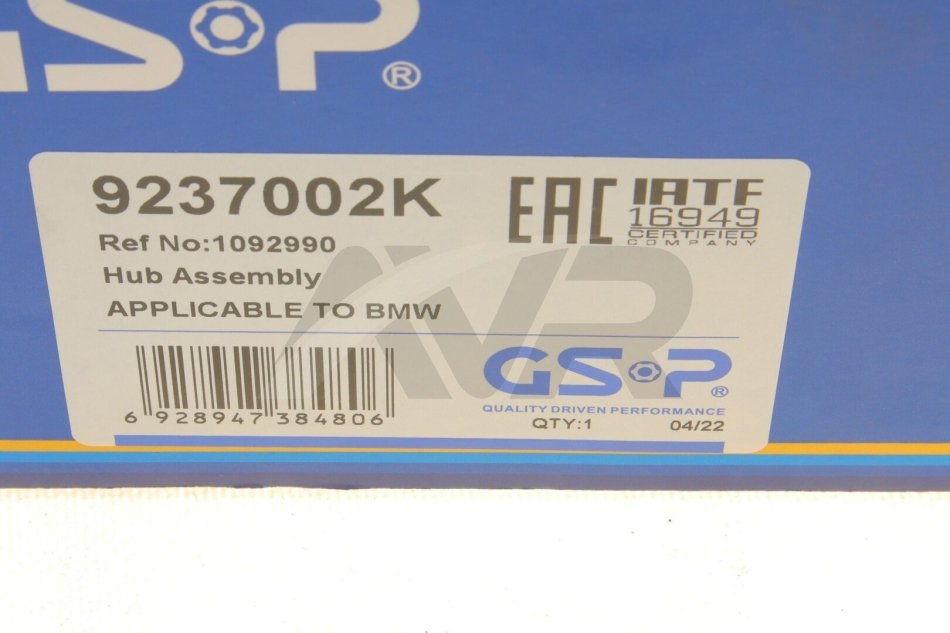 GSP®
9237002K
Ref No:1092990
Hub Assembly
APPLICABLE TO BMW
EAC
IATF
16949
CERTIFIED
COMPANY
AVR
6 928947 384806
GSP®
QUALITY DRIVEN PERFORMANCE
QTY:1 04/22